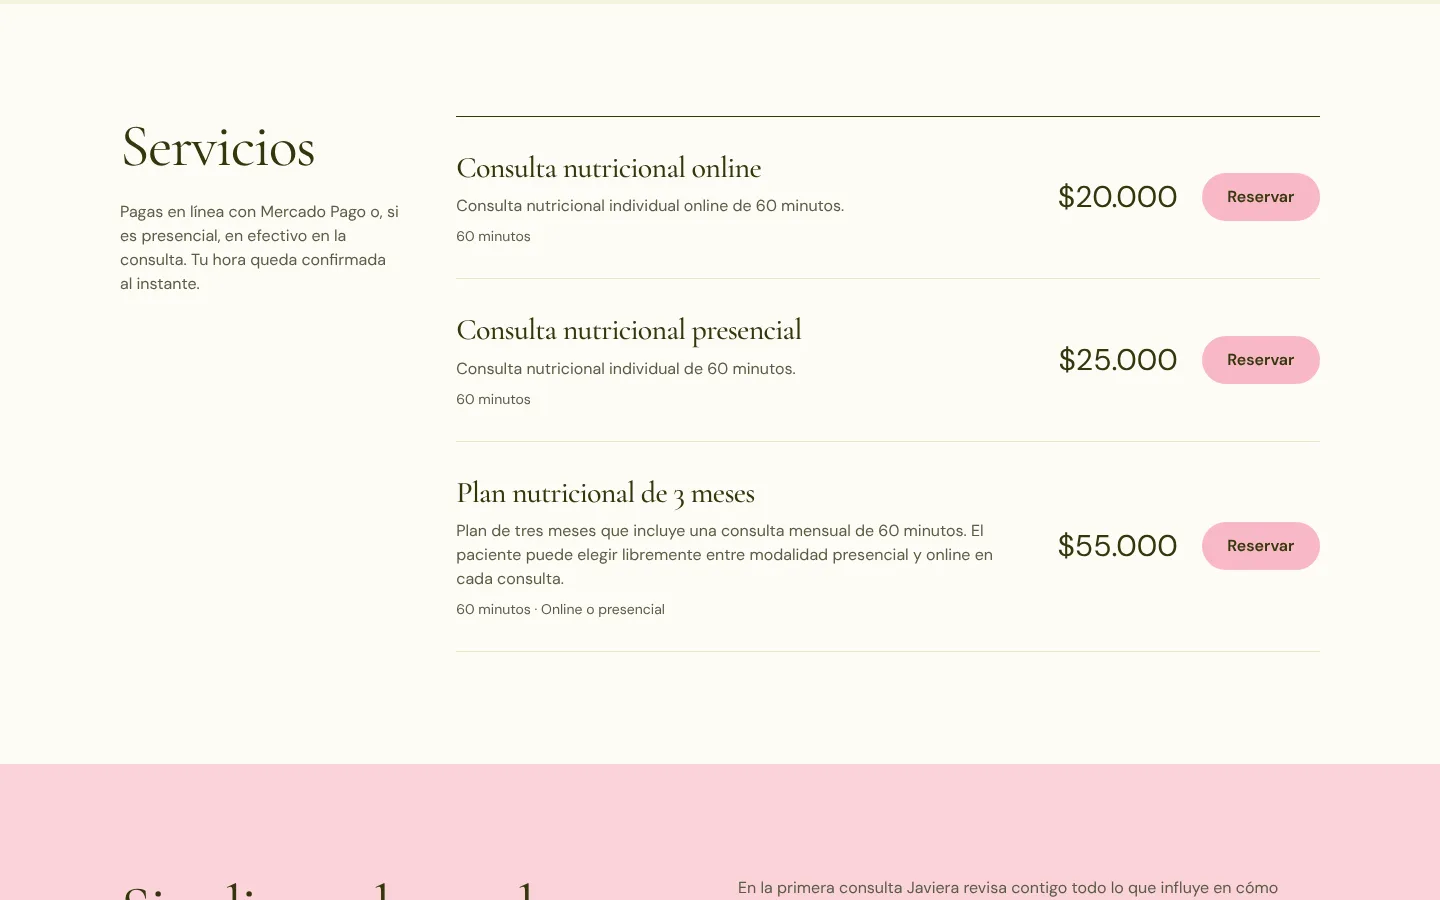 Servicios
Pagas en línea con Mercado Pago o, si
es presencial, en efectivo en la
consulta. Tu hora queda confirmada
al instante.
Consulta nutricional online
Consulta nutricional individual online de 60 minutos.
60 minutos
$20.000
Reservar
Consulta nutricional presencial
Consulta nutricional individual de 60 minutos.
60 minutos
$25.000
Reservar
Plan nutricional de 3 meses
Plan de tres meses que incluye una consulta mensual de 60 minutos. El
paciente puede elegir libremente entre modalidad presencial y online en
cada consulta.
60 minutos · Online o presencial
$55.000
Reservar
En la primera consulta Javiera revisa contigo todo lo que influye en cómo